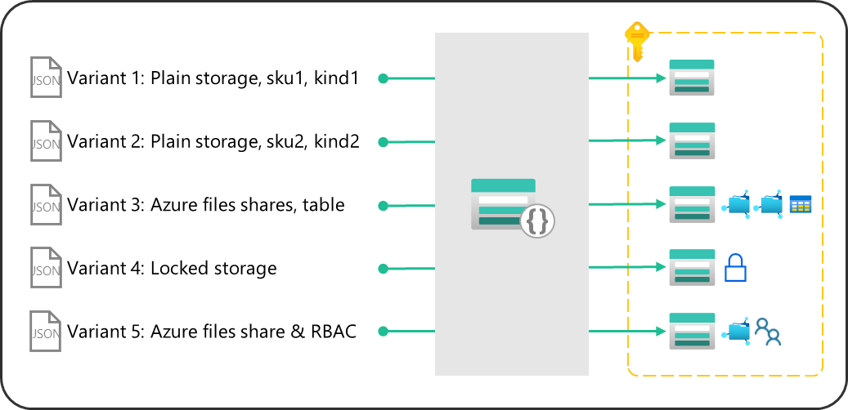 JSON Variant 1: Plain storage, sku1, kind1
JSON Variant 2: Plain storage, sku2, kind2
JSON Variant 3: Azure files shares, table
{}
JSON Variant 4: Locked storage
JSON Variant 5: Azure files share & RBAC